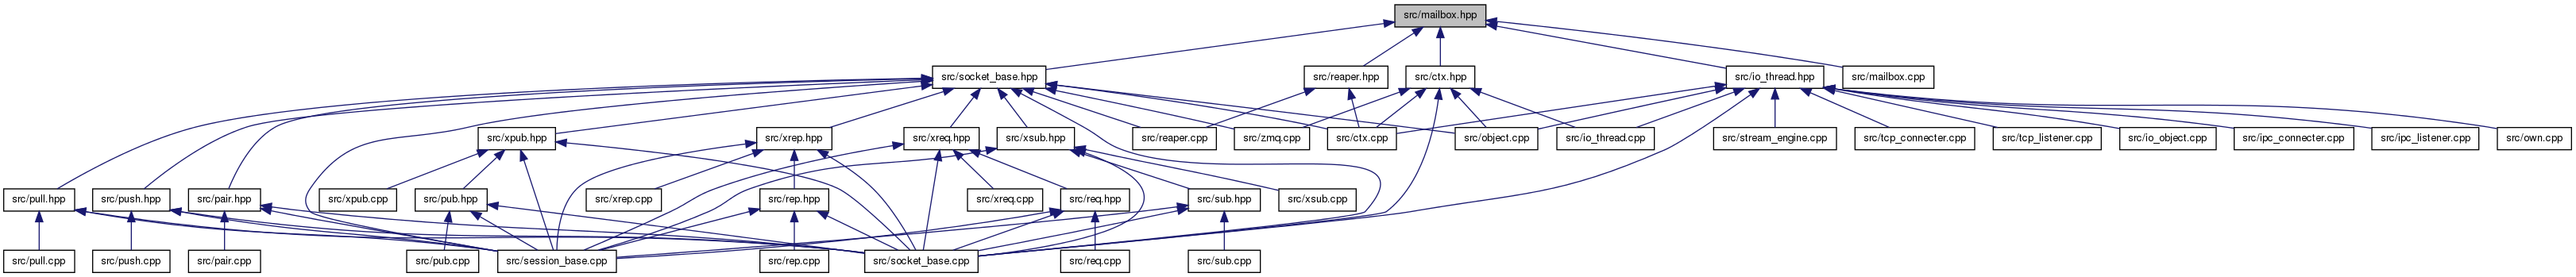 src/mailbox.hpp
src/socket_base.hpp
src/reaper.hpp
src/ctx.hpp
src/io_thread.hpp
src/mailbox.cpp
src/xpub.hpp
src/xrep.hpp
src/xreq.hpp
src/xsub.hpp
src/reaper.cpp
src/zmq.cpp
src/ctx.cpp
src/object.cpp
src/io_thread.cpp
src/stream_engine.cpp
src/tcp_connecter.cpp
src/tcp_listener.cpp
src/io_object.cpp
src/ipc_connecter.cpp
src/ipc_listener.cpp
src/own.cpp
src/pull.hpp
src/push.hpp
src/pair.hpp
src/xpub.cpp
src/pub.hpp
src/xrep.cpp
src/rep.hpp
src/xreq.cpp
src/req.hpp
src/sub.hpp
src/xsub.cpp
src/pull.cpp
src/push.cpp
src/pair.cpp
src/pub.cpp
src/session_base.cpp
src/rep.cpp
src/socket_base.cpp
src/req.cpp
src/sub.cpp